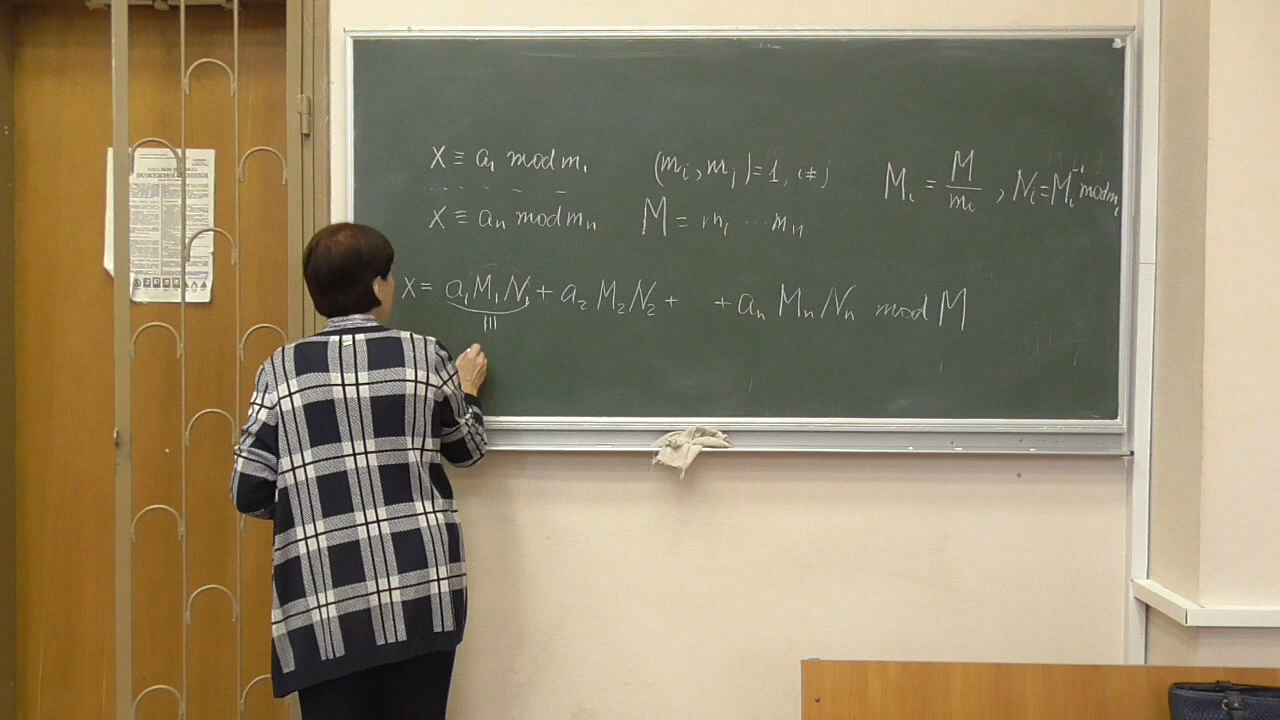 x ≡ a₁ mod m₁
(mᵢ, mⱼ) = 1, i ≠ j
Mᵢ = M/mᵢ, Nᵢ = Mᵢ⁻¹ mod mᵢ
. . . . – –
x ≡ aₙ mod mₙ
M = m₁ ... mₙ
x = a₁M₁N₁ + a₂M₂N₂ + + aₙMₙNₙ mod M
|||